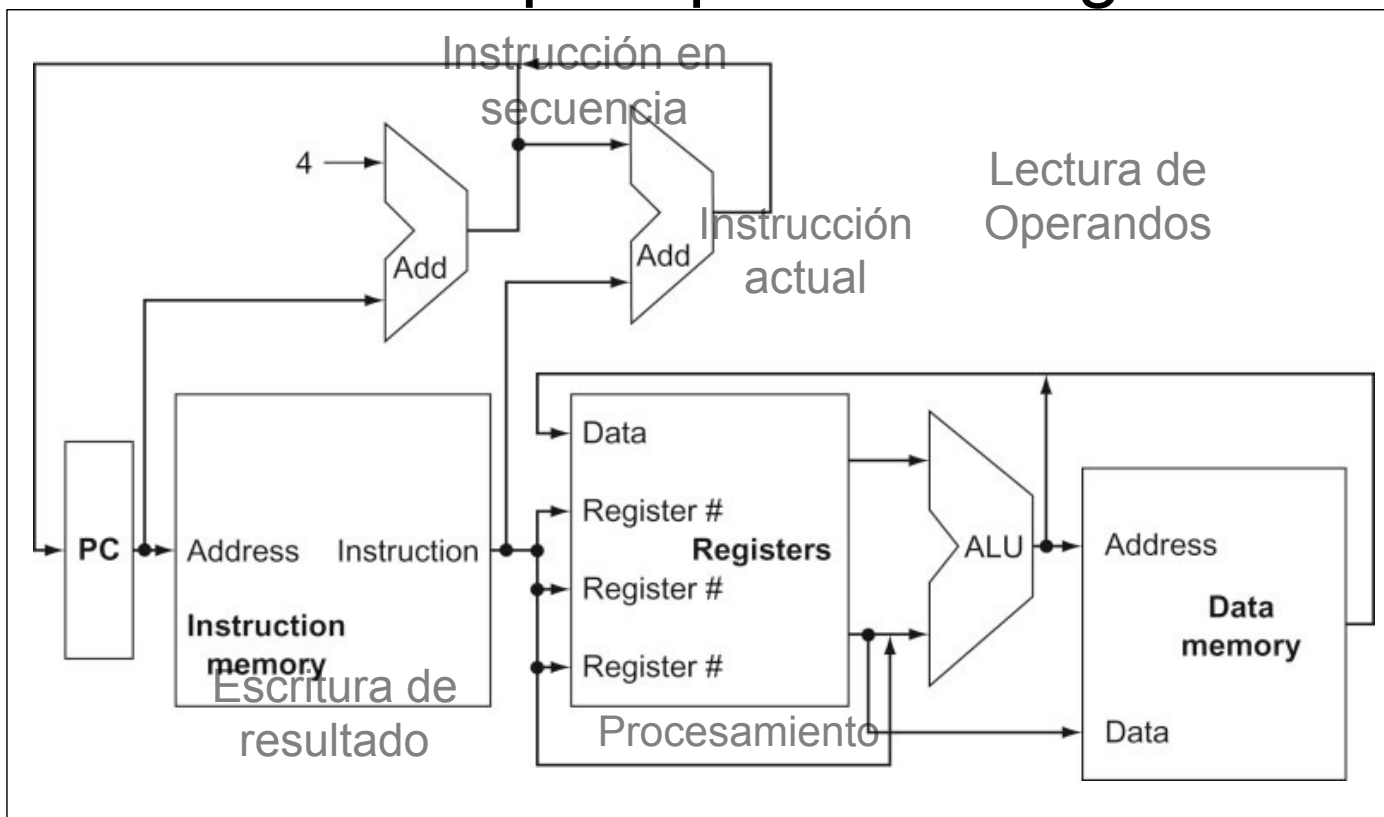 Instrucción en
secuencia
4
Add
Add
Lectura de
Operandos
Instrucción
actual
Data
Register #
Register #
Register #
Registers
PC
Address
Instruction
Instruction
memory
ALU
Address
Data
memory
Data
Escritura de
resultado
Procesamiento